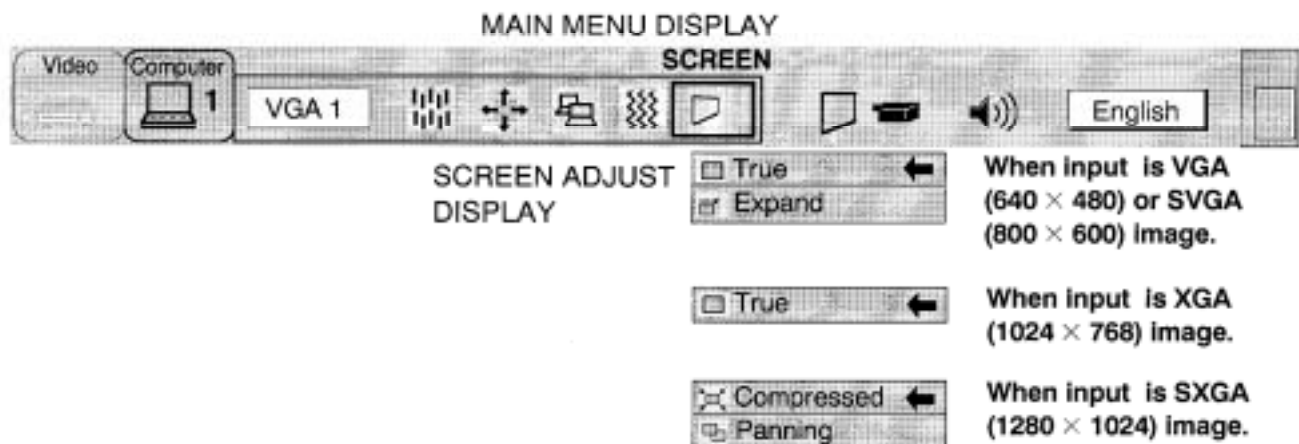 MAIN MENU DISPLAY
SCREEN
Video Computer
1 VGA 1 English
SCREEN ADJUST
DISPLAY
True
Expand
When input is VGA
(640 × 480) or SVGA
(800 × 600) image.
True
When input is XGA
(1024 × 768) image.
Compressed
Panning
When input is SXGA
(1280 × 1024) image.